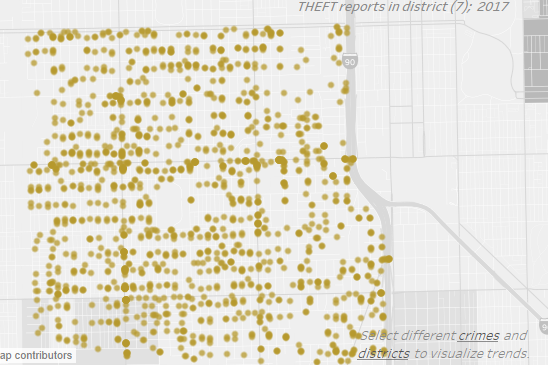 THEFT reports in district (7); 2017
90
Select different crimes and
districts to visualize trends.
ap contributors